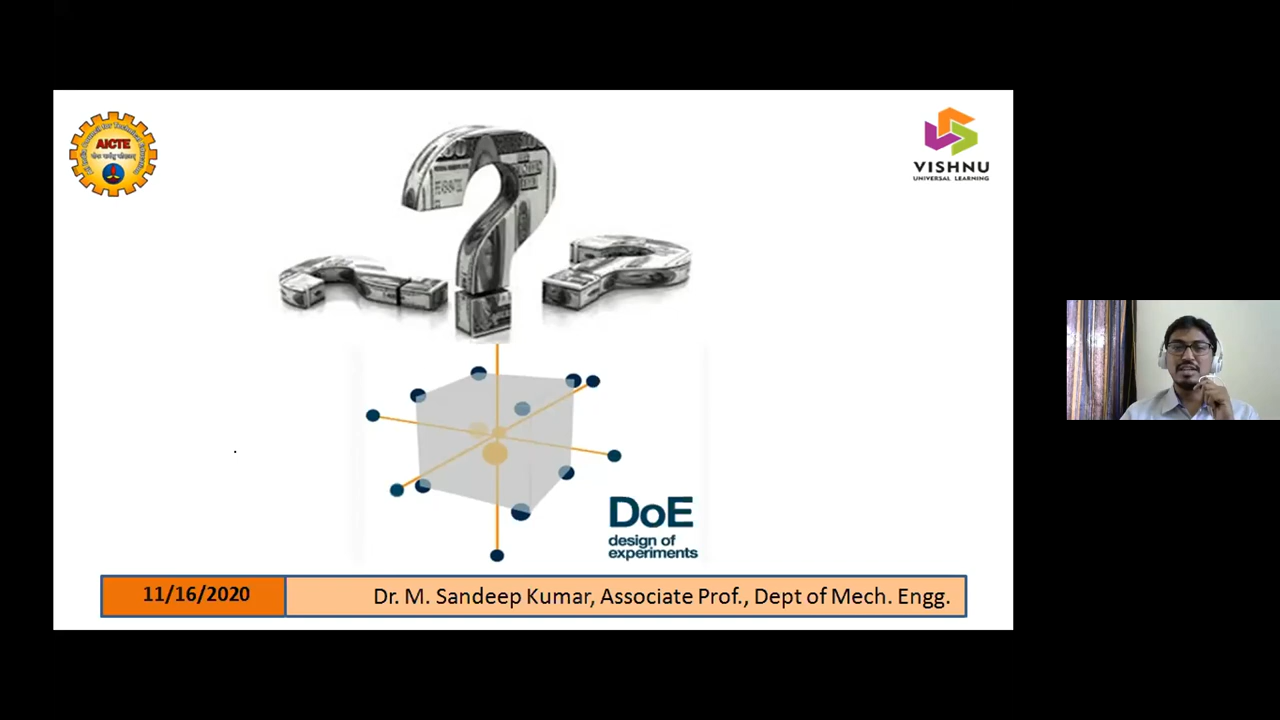 AICTE
VISHNU
UNIVERSAL LEARNING
DoE
design of
experiments
11/16/2020
Dr. M. Sandeep Kumar, Associate Prof., Dept of Mech. Engg.